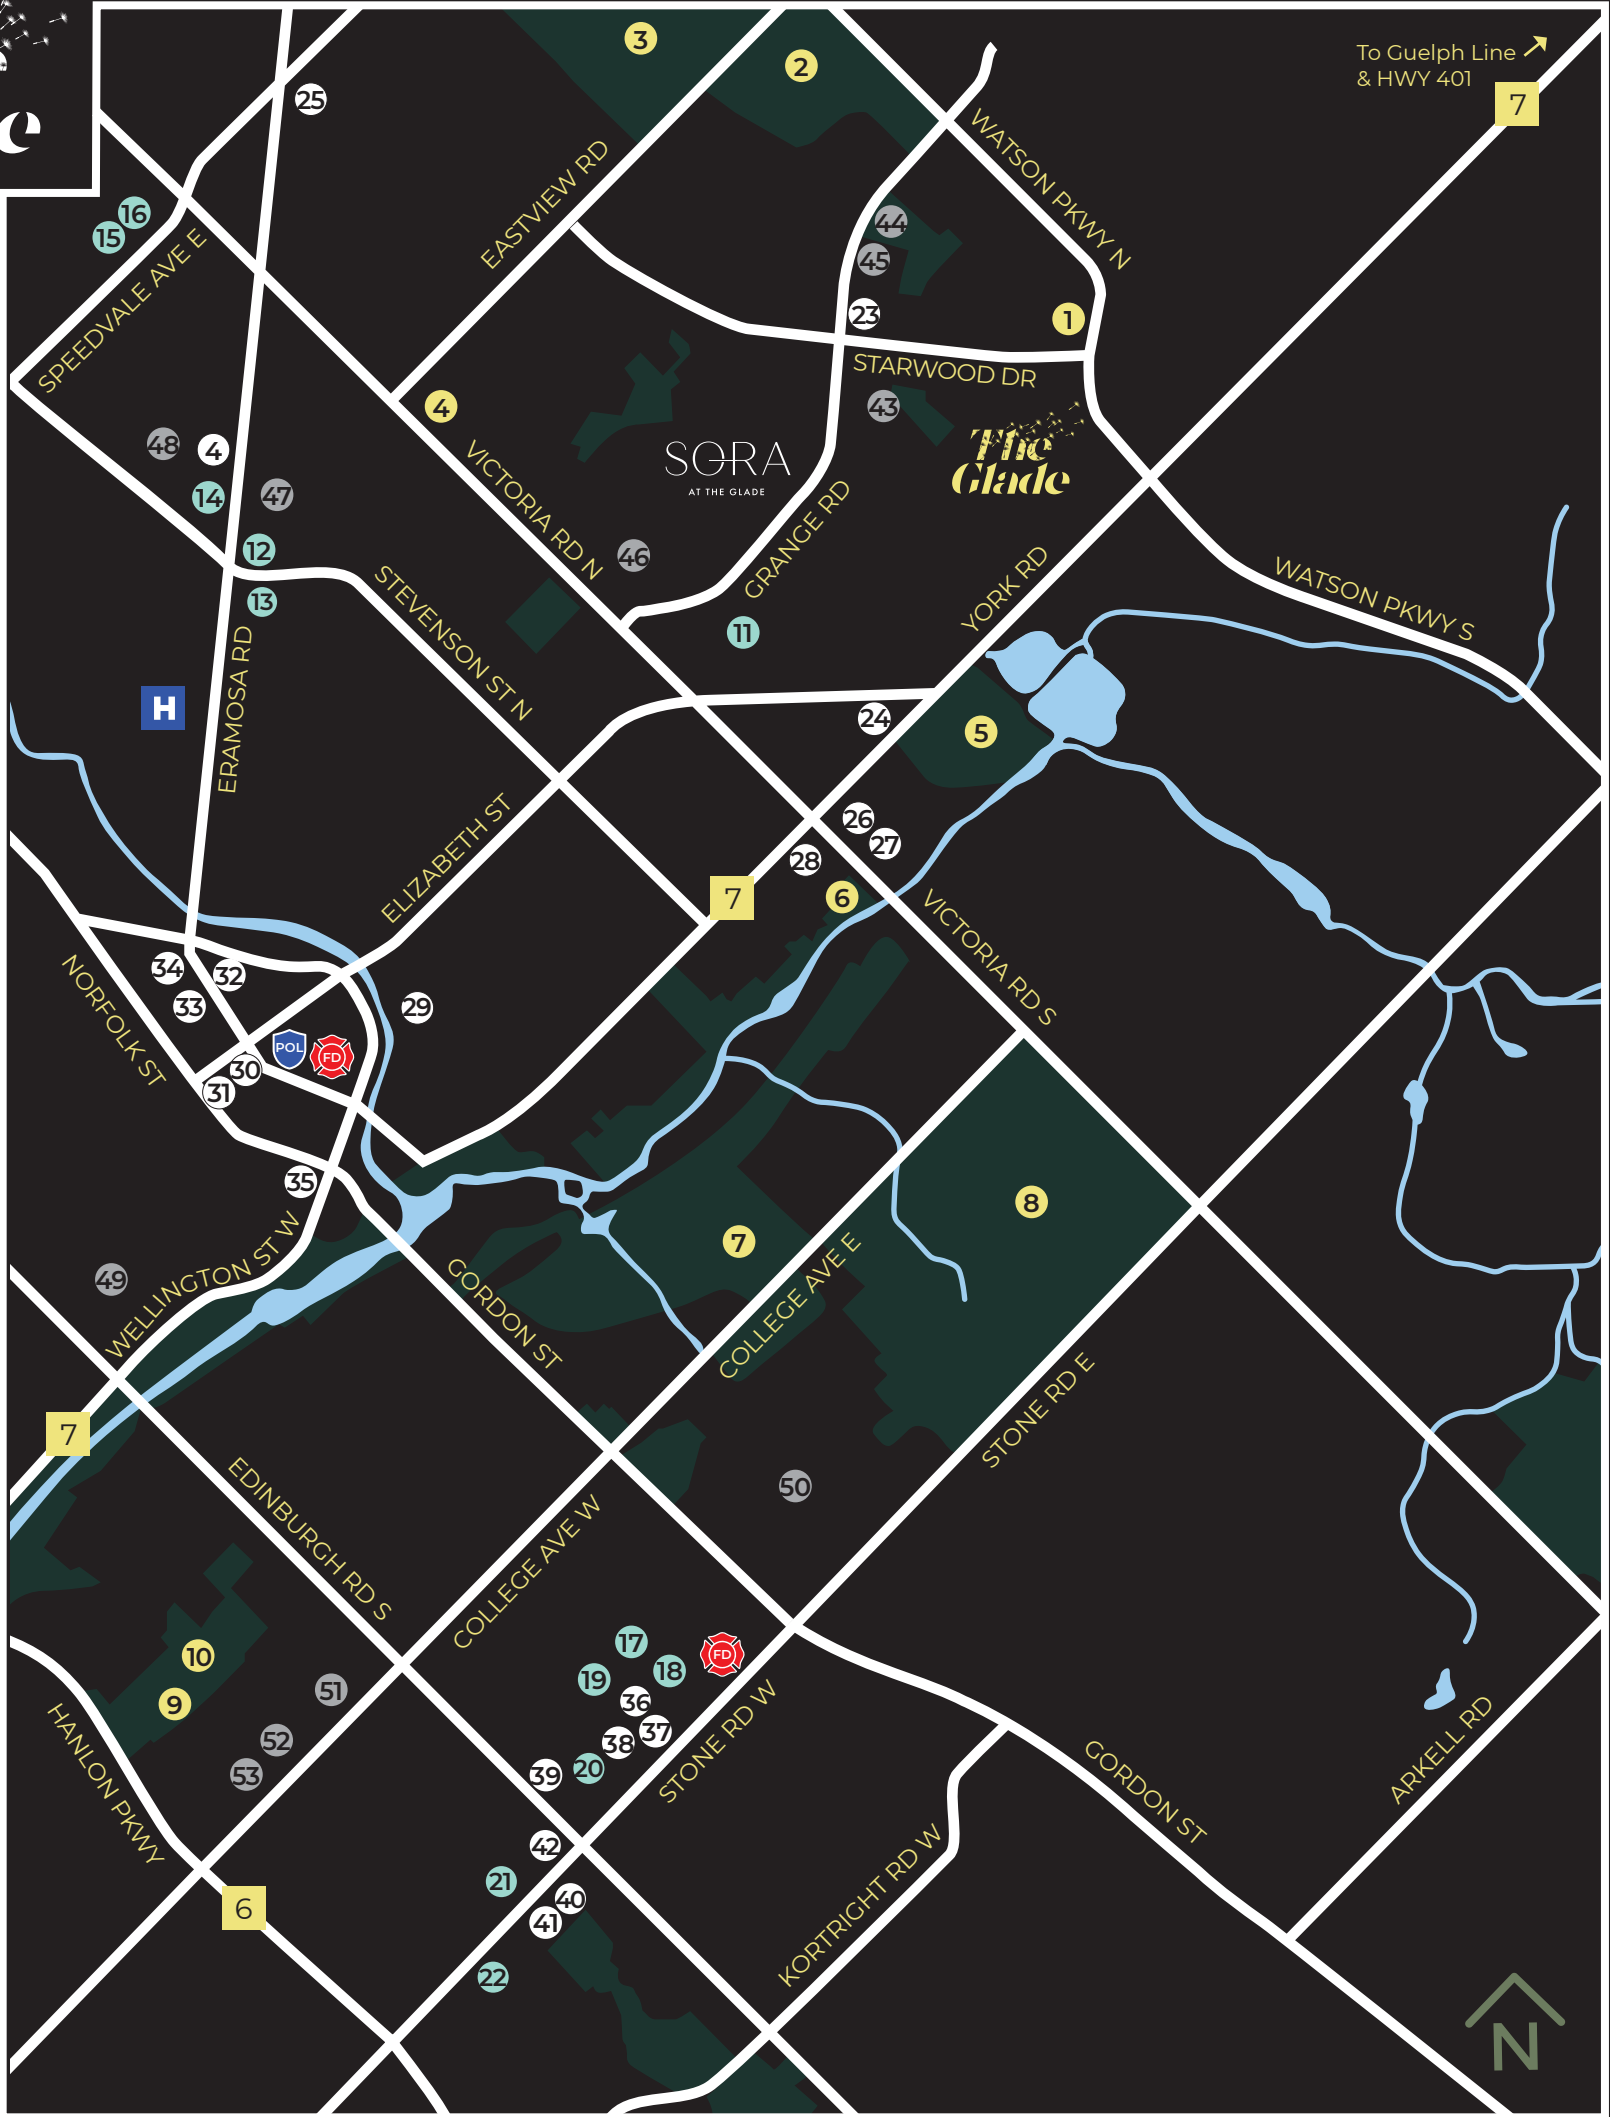 e
To Guelph Line
& HWY 401
7
3
2
25
EASTVIEW RD
WATSON PKWY N
16
15
44
45
23
1
SPEEDVALE AVE E
STARWOOD DR
4
43
48
4
14
47
12
13
VICTORIA RD N
SORA
AT THE GLADE
The
Glade
46
GRANGE RD
11
YORK RD
WATSON PKWY S
STEVENSON ST N
ERAMOSA RD
H
24
5
26
27
28
ELIZABETH ST
7
6
VICTORIA RD S
34
32
33
29
NORFOLK ST
POL
FD
30
31
35
WELLINGTON ST W
49
7
8
GORDON ST
COLLEGE AVE E
STONE RD E
7
EDINBURGH RD S
COLLEGE AVE W
50
10
9
51
52
53
HANLON PKWY
17
FD
19
18
36
37
38
20
39
STONE RD W
42
21
40
41
22
6
KORTRIGHT RD W
GORDON ST
ARKELL RD
N